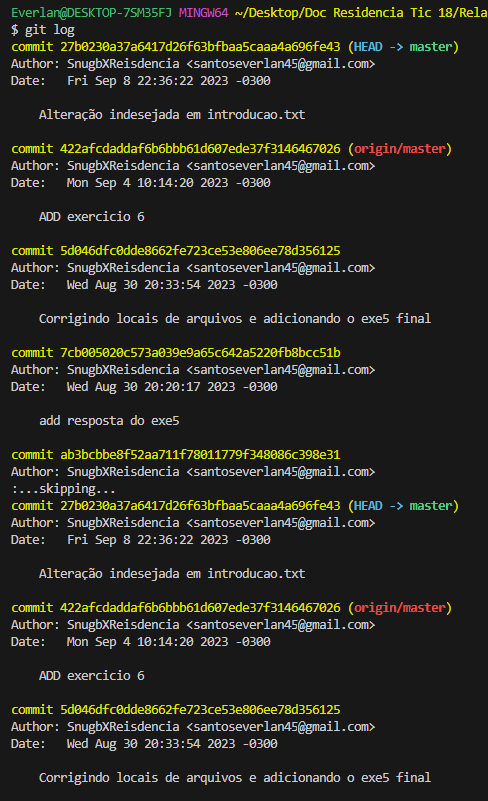 Everlan@DESKTOP-7SM35FJ MINGW64 ~/Desktop/Doc Residencia Tic 18/Rela
$ git log
commit 27b0230a37a6417d26f63bfbaa5caaa4a696fe43 (HEAD -> master)
Author: SnugbXReisdencia <santoseverlan45@gmail.com>
Date:   Fri Sep 8 22:36:22 2023 -0300

    Alteração indesejada em introducao.txt

commit 422afcdaddaf6b6bbb61d607ede37f3146467026 (origin/master)
Author: SnugbXReisdencia <santoseverlan45@gmail.com>
Date:   Mon Sep 4 10:14:20 2023 -0300

    ADD exercicio 6

commit 5d046dfc0dde8662fe723ce53e806ee78d356125
Author: SnugbXReisdencia <santoseverlan45@gmail.com>
Date:   Wed Aug 30 20:33:54 2023 -0300

    Corrigindo locais de arquivos e adicionando o exe5 final

commit 7cb005020c573a039e9a65c642a5220fb8bcc51b
Author: SnugbXReisdencia <santoseverlan45@gmail.com>
Date:   Wed Aug 30 20:20:17 2023 -0300

    add resposta do exe5

commit ab3bcbbe8f52aa711f78011779f348086c398e31
Author: SnugbXReisdencia <santoseverlan45@gmail.com>
:...skipping...
commit 27b0230a37a6417d26f63bfbaa5caaa4a696fe43 (HEAD -> master)
Author: SnugbXReisdencia <santoseverlan45@gmail.com>
Date:   Fri Sep 8 22:36:22 2023 -0300

    Alteração indesejada em introducao.txt

commit 422afcdaddaf6b6bbb61d607ede37f3146467026 (origin/master)
Author: SnugbXReisdencia <santoseverlan45@gmail.com>
Date:   Mon Sep 4 10:14:20 2023 -0300

    ADD exercicio 6

commit 5d046dfc0dde8662fe723ce53e806ee78d356125
Author: SnugbXReisdencia <santoseverlan45@gmail.com>
Date:   Wed Aug 30 20:33:54 2023 -0300

    Corrigindo locais de arquivos e adicionando o exe5 final